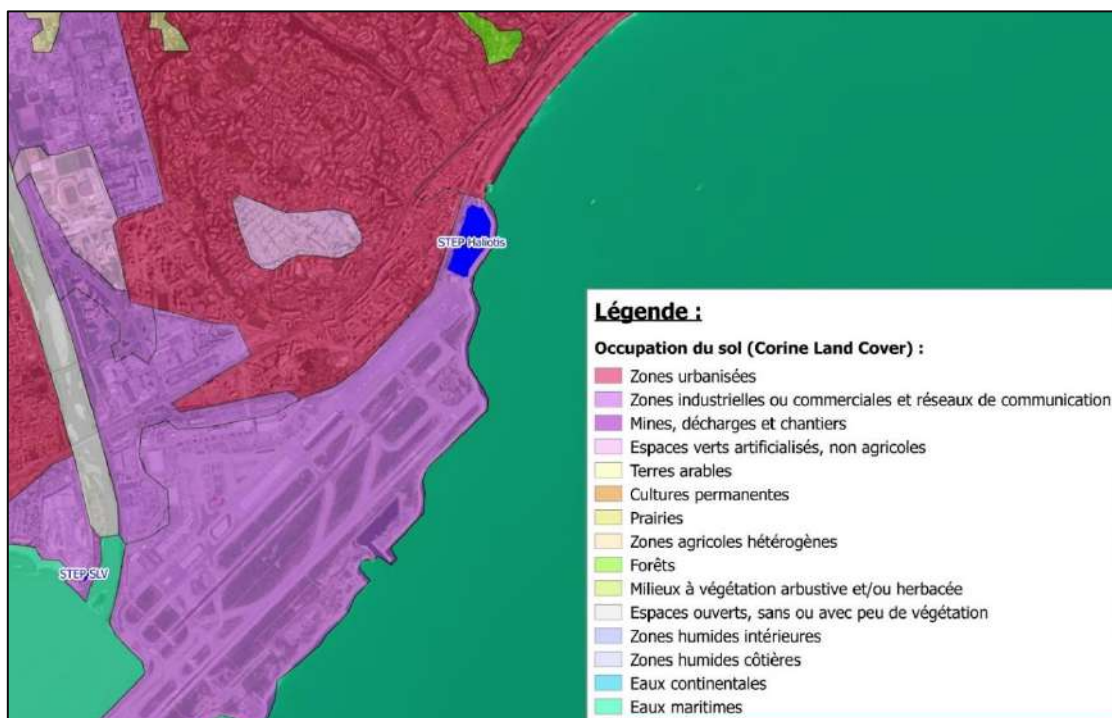 STEP Haliotis
STEP SLV
Légende :
Occupation du sol (Corine Land Cover) :
Zones urbanisées
Zones industrielles ou commerciales et réseaux de communication
Mines, décharges et chantiers
Espaces verts artificialisés, non agricoles
Terres arables
Cultures permanentes
Prairies
Zones agricoles hétérogènes
Forêts
Milieux à végétation arbustive et/ou herbacée
Espaces ouverts, sans ou avec peu de végétation
Zones humides intérieures
Zones humides côtières
Eaux continentales
Eaux maritimes